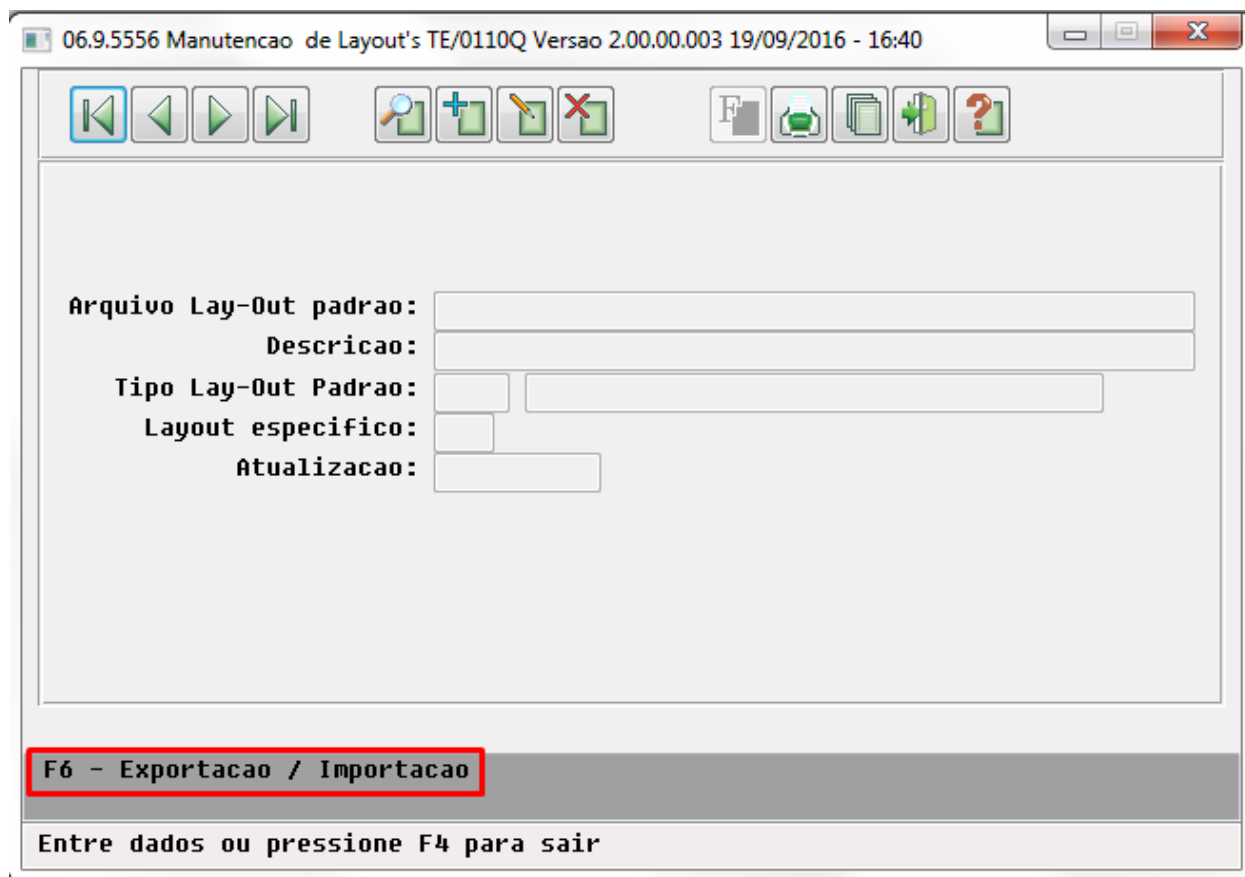 06.9.5556 Manutencao  de Layout's TE/0110Q Versao 2.00.00.003 19/09/2016 - 16:40
F
Arquivo Lay-Out padrao:
Descricao:
Tipo Lay-Out Padrao:
Layout especifico:
Atualizacao:
F6 - Exportacao / Importacao
Entre dados ou pressione F4 para sair